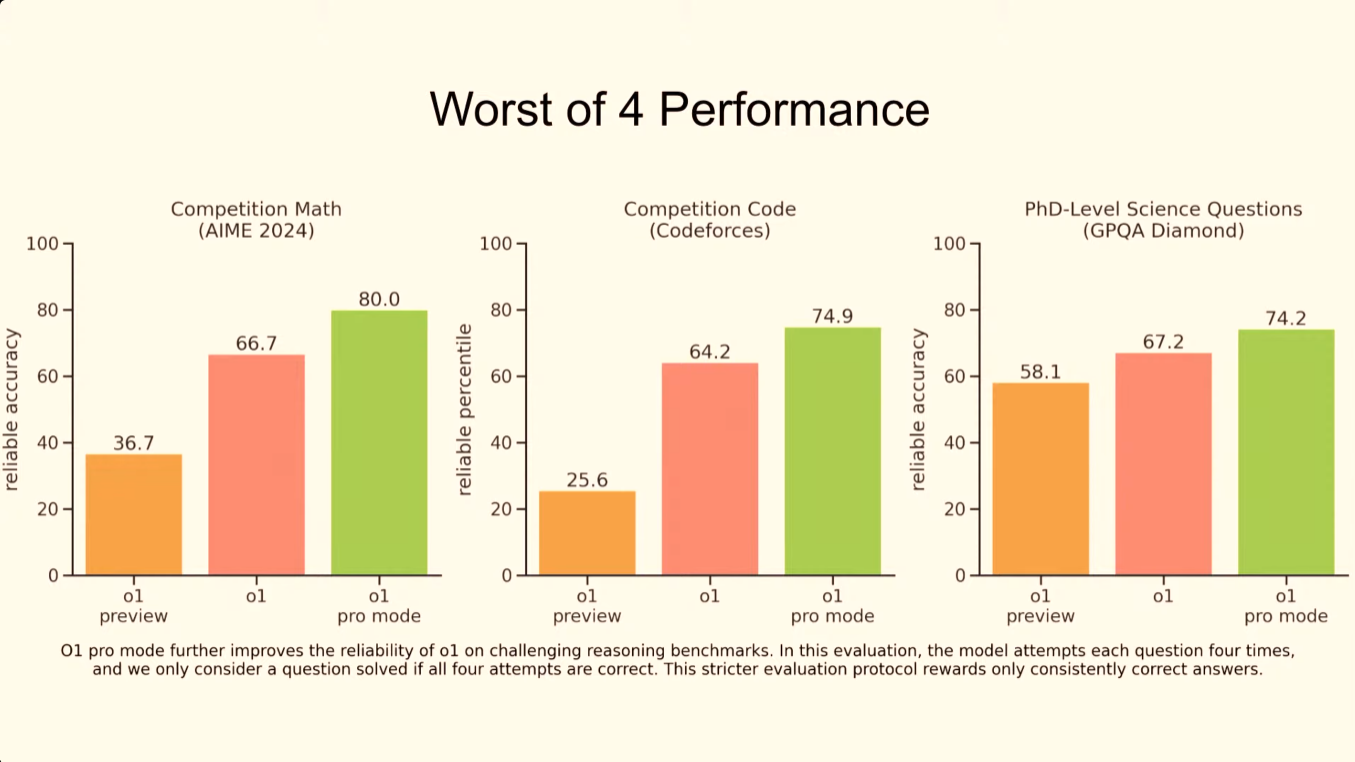 Worst of 4 Performance
Competition Math
(AIME 2024)
reliable accuracy
100
80
60
40
20
0
36.7
66.7
80.0
o1
preview
o1
o1
pro mode
Competition Code
(Codeforces)
reliable percentile
100
80
60
40
20
0
25.6
64.2
74.9
o1
preview
o1
o1
pro mode
PhD-Level Science Questions
(GPQA Diamond)
reliable accuracy
100
80
60
40
20
0
58.1
67.2
74.2
o1
preview
o1
o1
pro mode
O1 pro mode further improves the reliability of o1 on challenging reasoning benchmarks. In this evaluation, the model attempts each question four times,
and we only consider a question solved if all four attempts are correct. This stricter evaluation protocol rewards only consistently correct answers.